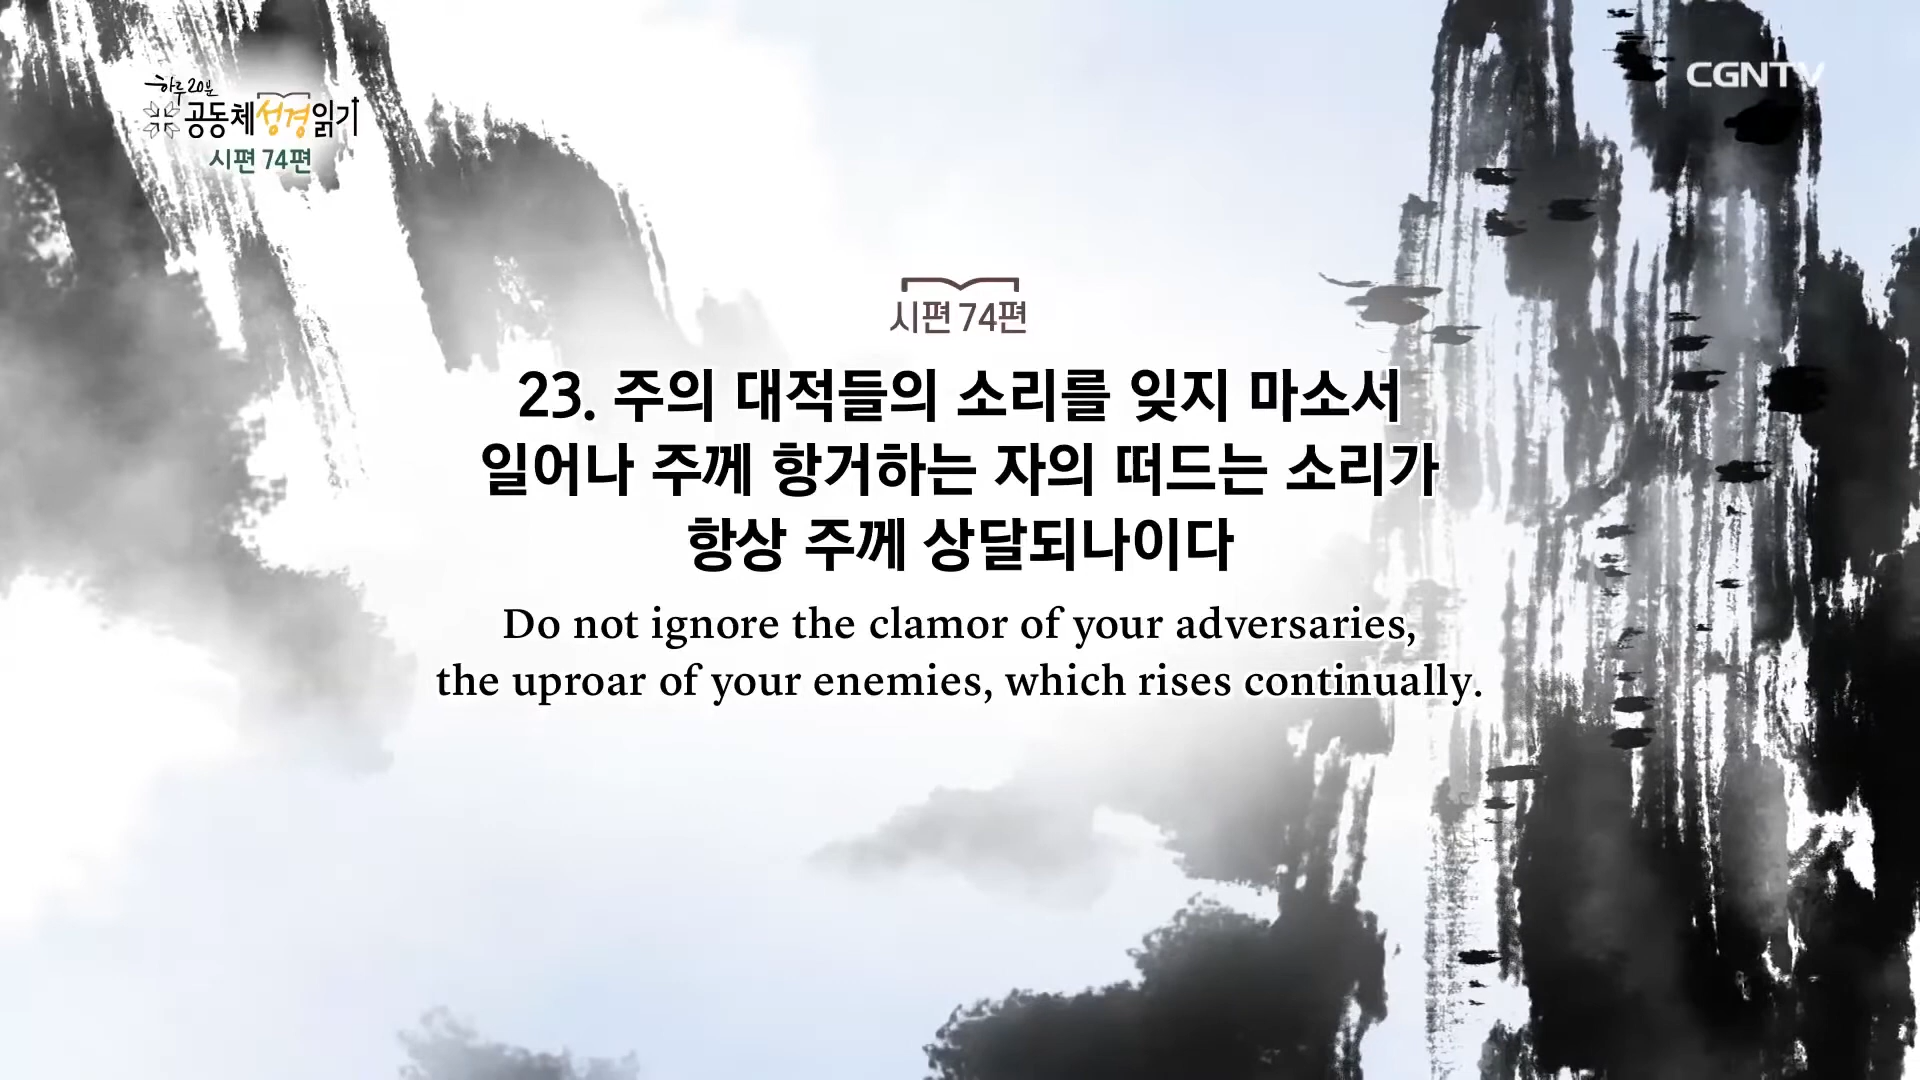 하루 20분
공동체성경읽기
시편 74편
CGNTV
시편 74편
23. 주의 대적들의 소리를 잊지 마소서
일어나 주께 항거하는 자의 떠드는 소리가
항상 주께 상달되나이다
Do not ignore the clamor of your adversaries,
the uproar of your enemies, which rises continually.